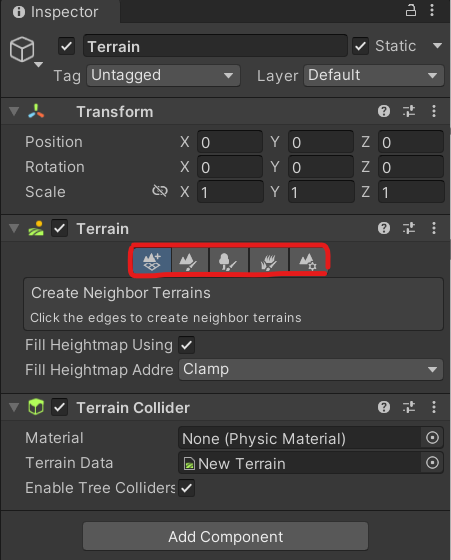 Inspector
Terrain
Static
Tag Untagged Layer Default
Transform
Position X 0 Y 0 Z 0
Rotation X 0 Y 0 Z 0
Scale X 1 Y 1 Z 1
Terrain
Create Neighbor Terrains
Click the edges to create neighbor terrains
Fill Heightmap Using
Fill Heightmap Addre Clamp
Terrain Collider
Material None (Physic Material)
Terrain Data New Terrain
Enable Tree Colliders
Add Component